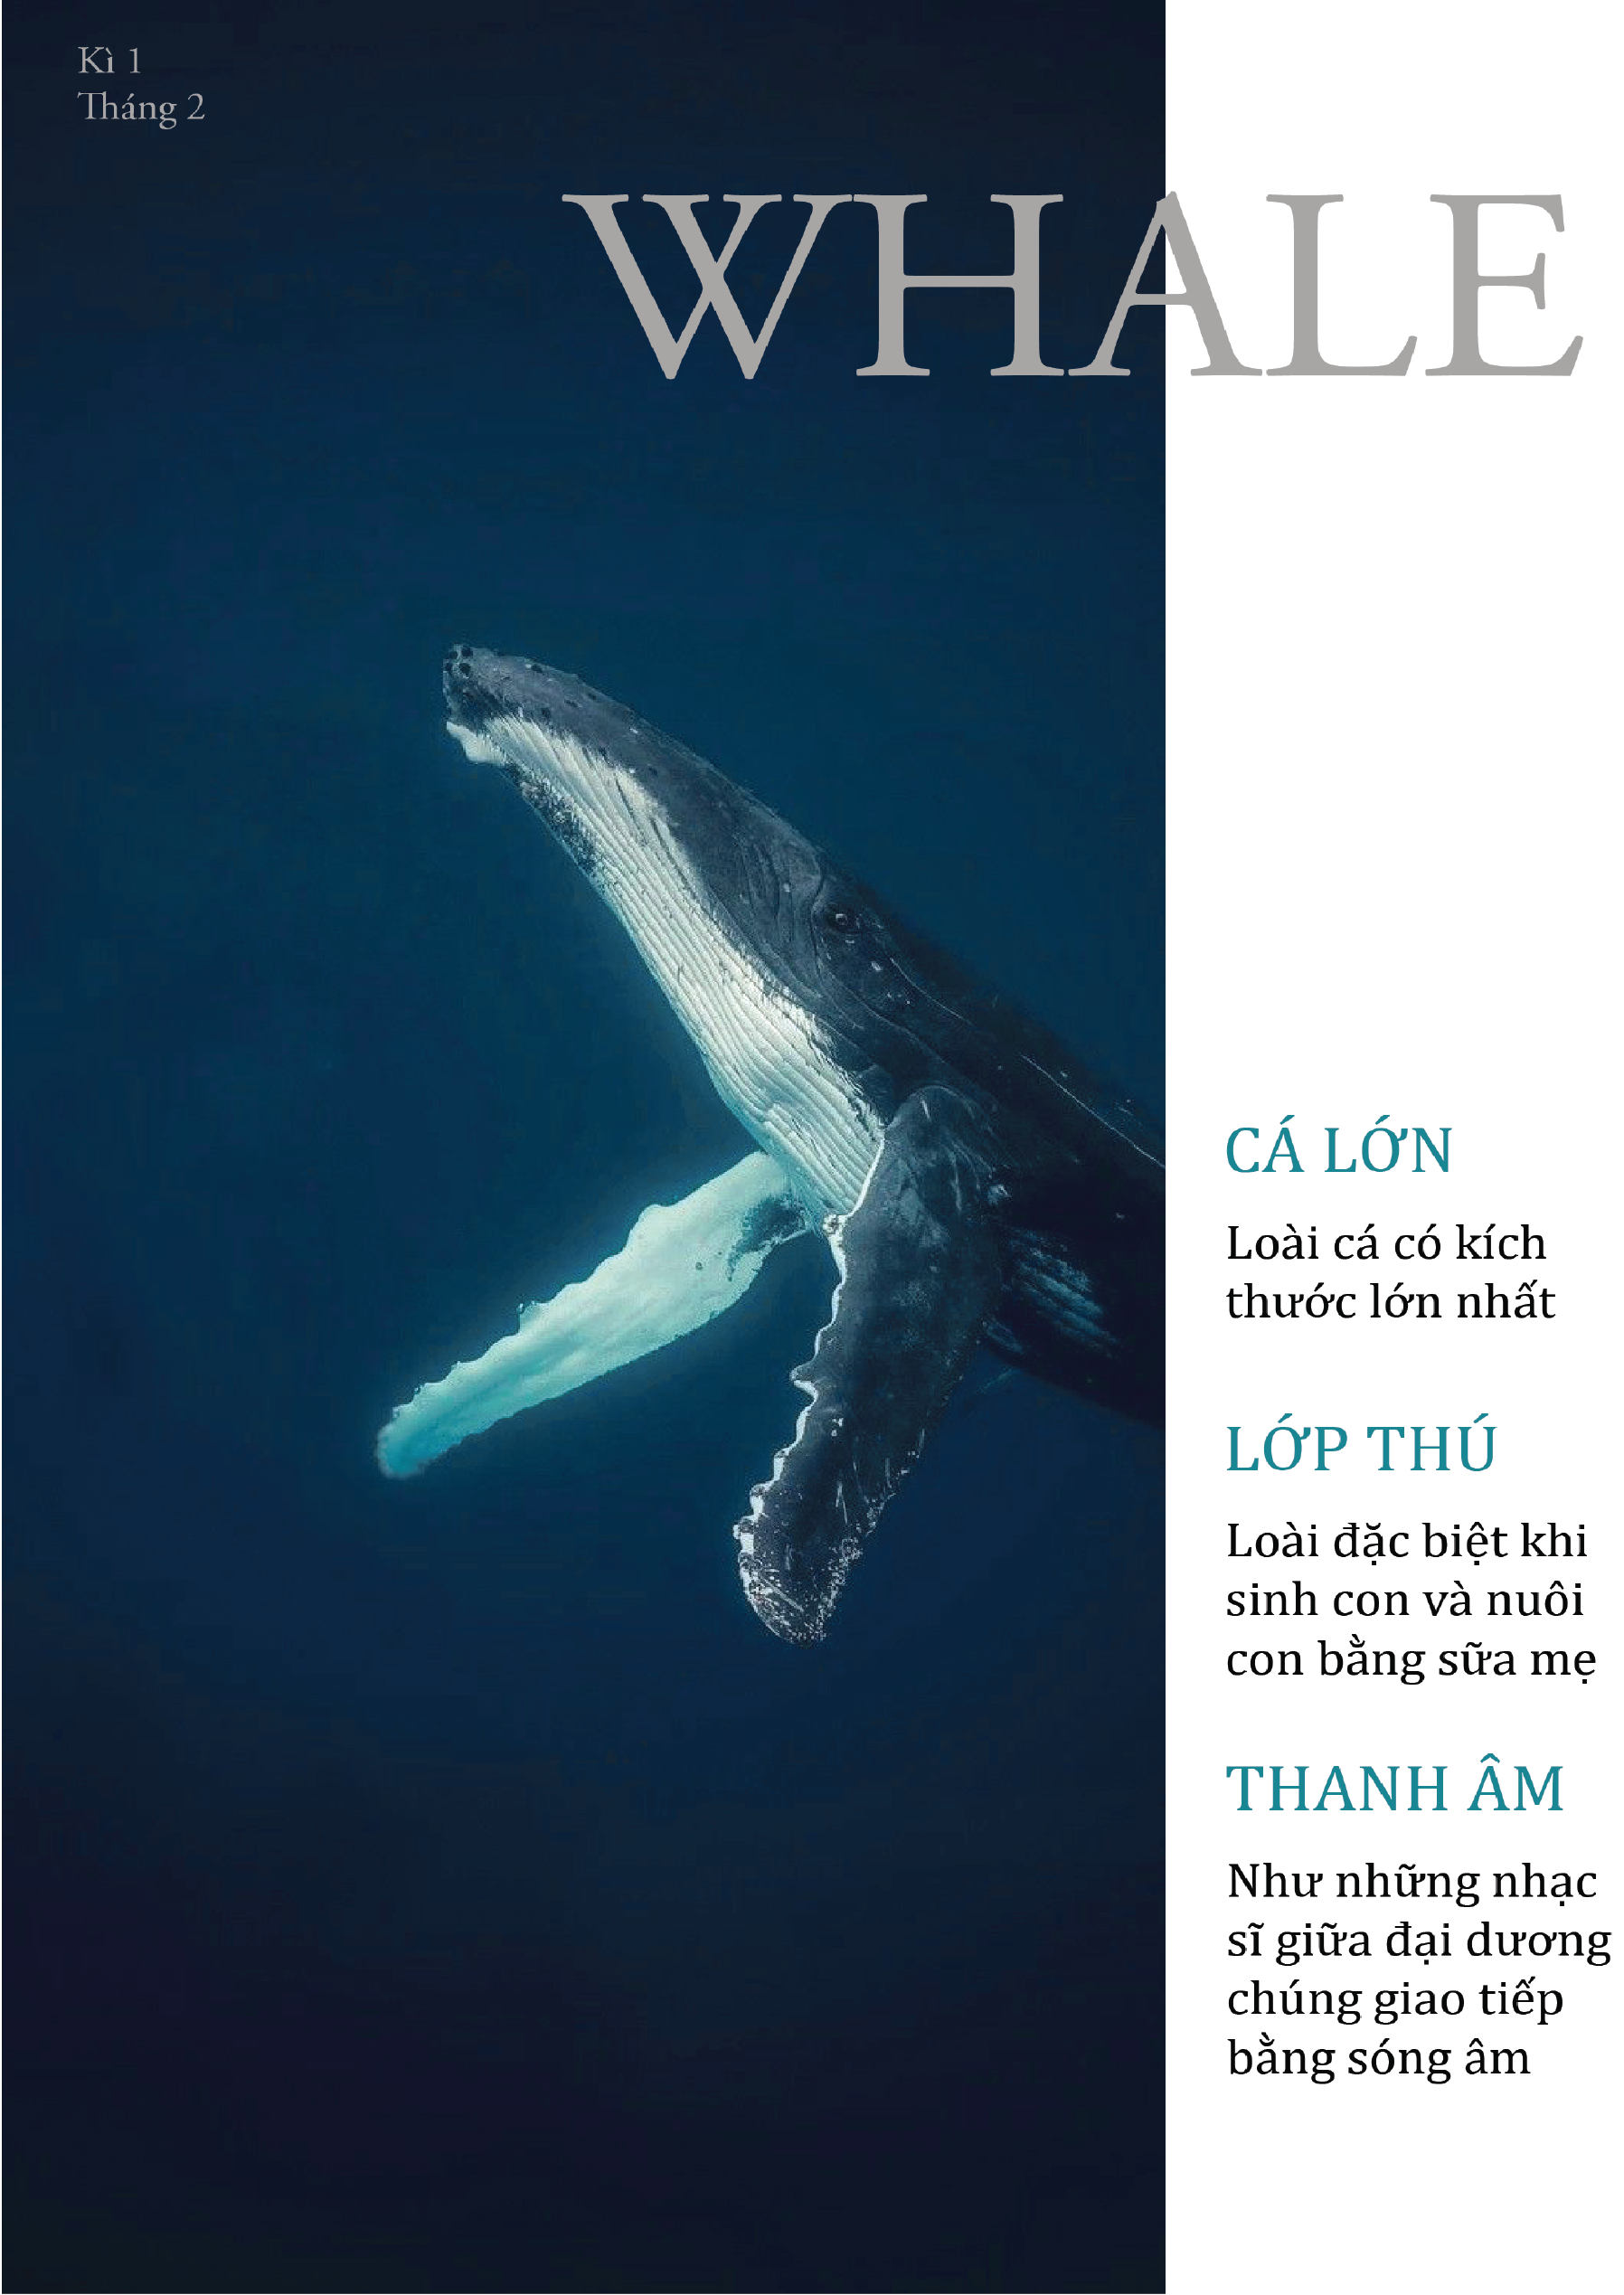 Kì 1
Tháng 2
WHALE
CÁ LỚN
Loài cá có kích
thước lớn nhất
LỚP THÚ
Loài đặc biệt khi
sinh con và nuôi
con bằng sữa mẹ
THANH ÂM
Như những nhạc
sĩ giữa đại dương
chúng giao tiếp
bằng sóng âm